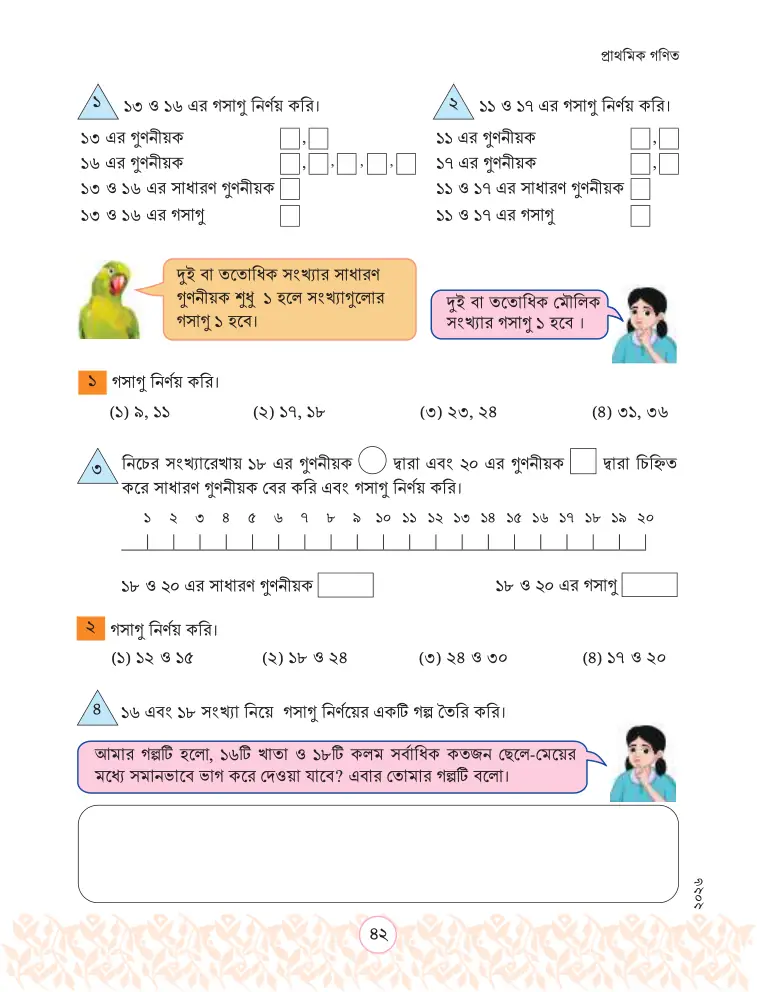 প্রাথমিক গণিত
১ ১৩ ও ১৬ এর গসাগু নির্ণয় করি।
১৩ এর গুণনীয়ক ,
১৬ এর গুণনীয়ক , , , ,
১৩ ও ১৬ এর সাধারণ গুণনীয়ক
১৩ ও ১৬ এর গসাগু
২ ১১ ও ১৭ এর গসাগু নির্ণয় করি।
১১ এর গুণনীয়ক ,
১৭ এর গুণনীয়ক ,
১১ ও ১৭ এর সাধারণ গুণনীয়ক
১১ ও ১৭ এর গসাগু
দুই বা ততোধিক সংখ্যার সাধারণ
গুণনীয়ক শুধু ১ হলে সংখ্যাগুলোর
গসাগু ১ হবে।
দুই বা ততোধিক মৌলিক
সংখ্যার গসাগু ১ হবে ।
১ গসাগু নির্ণয় করি।
(১) ৯, ১১ (২) ১৭, ১৮ (৩) ২৩, ২৪ (৪) ৩১, ৩৬
৩ নিচের সংখ্যারেখায় ১৮ এর গুণনীয়ক দ্বারা এবং ২০ এর গুণনীয়ক দ্বারা চিহ্নিত
করে সাধারণ গুণনীয়ক বের করি এবং গসাগু নির্ণয় করি।
১ ২ ৩ ৪ ৫ ৬ ৭ ৮ ৯ ১০ ১১ ১২ ১৩ ১৪ ১৫ ১৬ ১৭ ১৮ ১৯ ২০
১৮ ও ২০ এর সাধারণ গুণনীয়ক ১৮ ও ২০ এর গসাগু
২ গসাগু নির্ণয় করি।
(১) ১২ ও ১৫ (২) ১৮ ও ২৪ (৩) ২৪ ও ৩০ (৪) ১৭ ও ২০
৪ ১৬ এবং ১৮ সংখ্যা নিয়ে গসাগু নির্ণয়ের একটি গল্প তৈরি করি।
আমার গল্পটি হলো, ১৬টি খাতা ও ১৮টি কলম সর্বাধিক কতজন ছেলে-মেয়ের
মধ্যে সমানভাবে ভাগ করে দেওয়া যাবে? এবার তোমার গল্পটি বলো।
২০২৬
৪২